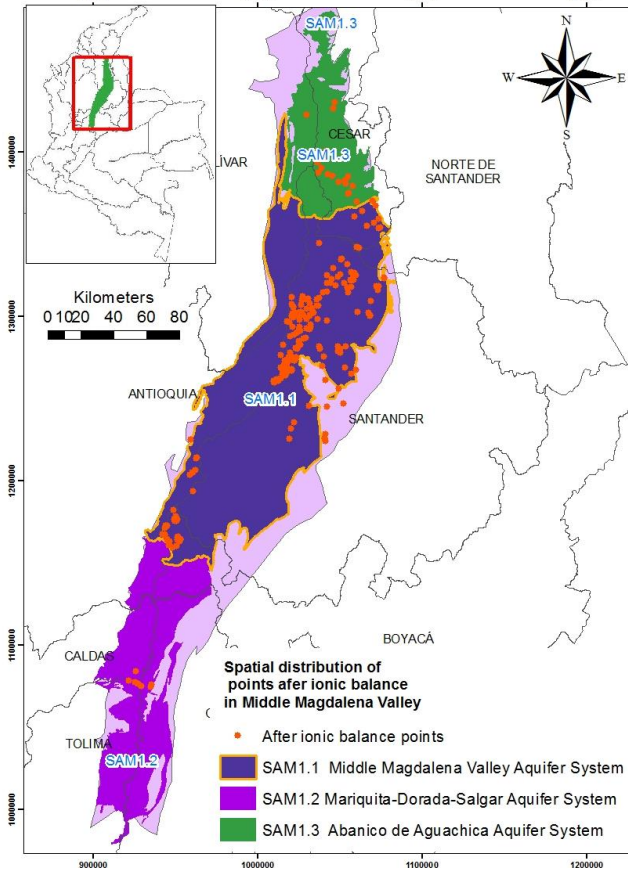 SAM1.3
N
W
E
S
CESAR
SAM1.3
ÍVAR
NORTE DE
SANTANDER
Kilometers
0 1020 40 60 80
ANTIOQUIA
SAM1.1
SANTANDER
BOYACÁ
CALDAS
TOLIMA
SAM1.2
Spatial distribution of
points afer ionic balance
in Middle Magdalena Valley
After ionic balance points
SAM1.1 Middle Magdalena Valley Aquifer System
SAM1.2 Mariquita-Dorada-Salgar Aquifer System
SAM1.3 Abanico de Aguachica Aquifer System
1400000
1300000
1200000
1100000
1000000
900000 1000000 1100000 1200000